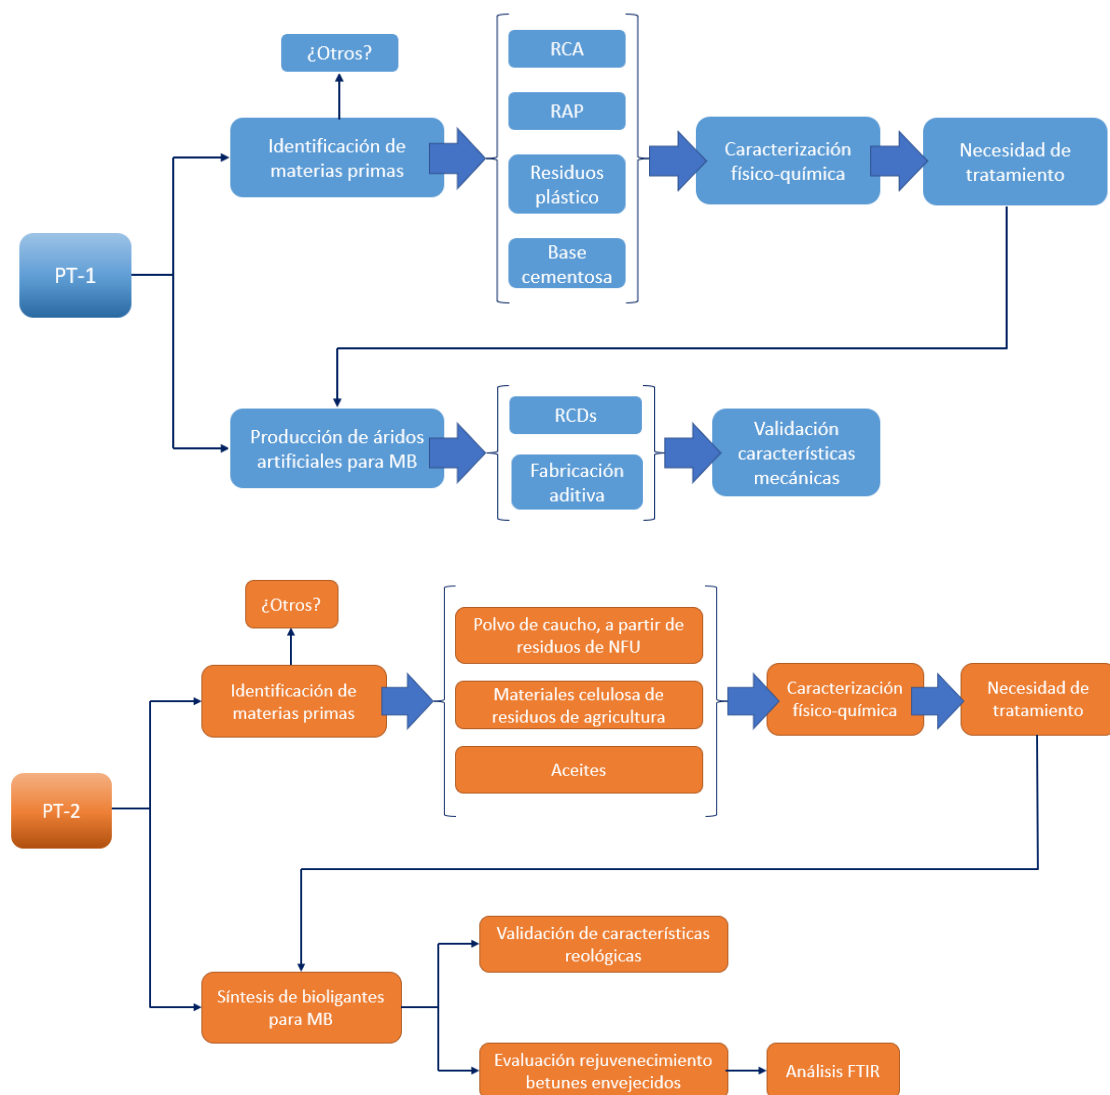 ¿Otros?
Identificación de
materias primas
RCA
RAP
Residuos
plástico
Base
cementosa
Caracterización
físico-química
Necesidad de
tratamiento
PT-1
Producción de áridos
artificiales para MB
RCDs
Fabricación
aditiva
Validación
características
mecánicas
¿Otros?
Identificación de
materias primas
Polvo de caucho, a partir de
residuos de NFU
Materiales celulosa de
residuos de agricultura
Aceites
Caracterización
físico-química
Necesidad de
tratamiento
PT-2
Síntesis de bioligantes
para MB
Validación de características
reológicas
Evaluación rejuvenecimiento
betunes envejecidos
Análisis FTIR